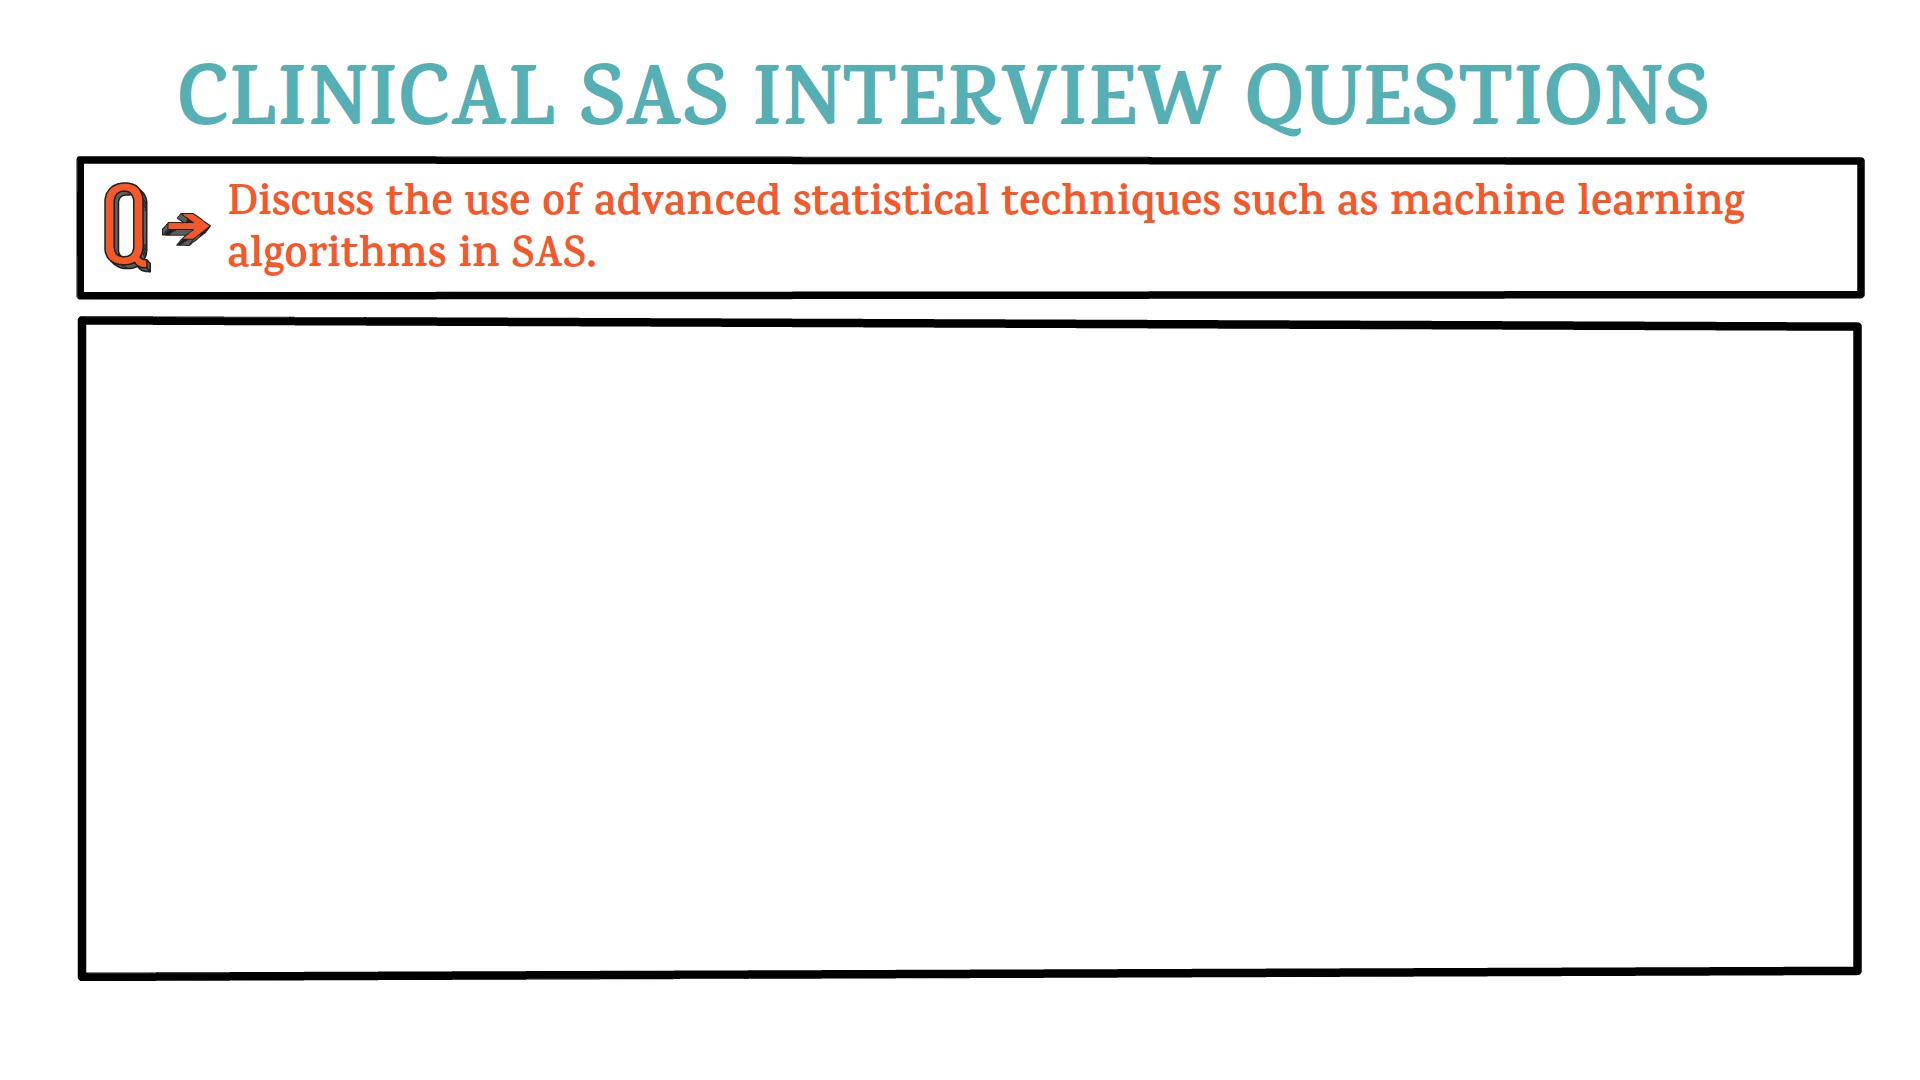 CLINICAL SAS INTERVIEW QUESTIONS
Q Discuss the use of advanced statistical techniques such as machine learning
algorithms in SAS.